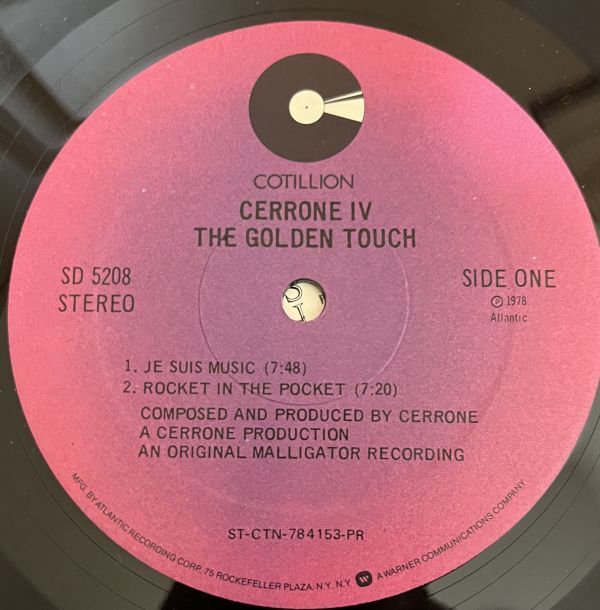 COTILLION
CERRONE IV
THE GOLDEN TOUCH
SD 5208
STEREO
SIDE ONE
℗ 1978
Atlantic
1. JE SUIS MUSIC (7:48)
2. ROCKET IN THE POCKET (7:20)
COMPOSED AND PRODUCED BY CERRONE
A CERRONE PRODUCTION
AN ORIGINAL MALLIGATOR RECORDING
ST-CTN-784153-PR
MFG. BY ATLANTIC RECORDING CORP. 75 ROCKEFELLER PLAZA, N.Y. N.Y. A WARNER COMMUNICATIONS COMPANY